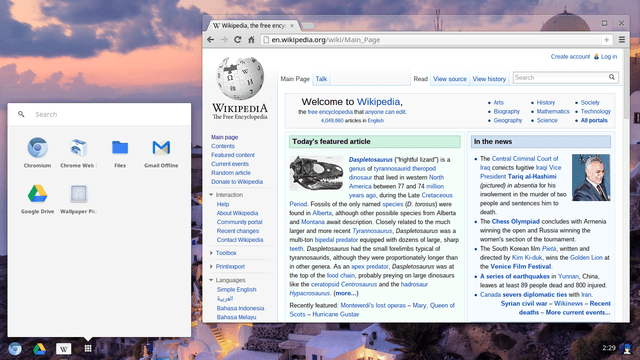 Search
Chromium
Chrome Web
Files
Gmail Offline
Google Drive
Wallpaper
Wikipedia, the free encyc
en.wikipedia.org/wiki/Main_Page
Create account
Log in
WIKIPEDIA
The Free Encyclopedia
Main page
Contents
Featured content
Current events
Random article
Donate to Wikipedia
Interaction
Help
About Wikipedia
Community portal
Recent changes
Contact Wikipedia
Toolbox
Print/export
Languages
Simple English
العربية
Bahasa Indonesia
Bahasa Melayu
Main Page
Talk
Read
View source
View history
Search
Welcome to Wikipedia,
the free encyclopedia that anyone can edit.
4,049,860 articles in English
Arts
Biography
Geography
History
Mathematics
Science
Society
Technology
All portals
Today's featured article
Daspletosaurus ("frightful lizard") is a
genus of tyrannosaurid theropod
dinosaur that lived in western North
America between 77 and 74 million
years ago, during the Late Cretaceous
Period. Fossils of the only named species (D. torosus) were
found in Alberta, although other possible species from Alberta
and Montana await description. Closely related to the much
larger and more recent Tyrannosaurus, Daspletosaurus was a
multi-ton bipedal predator equipped with dozens of large, sharp
teeth. Daspletosaurus had the small forelimbs typical of
tyrannosaurids, although they were proportionately longer than
in other genera. As an apex predator, Daspletosaurus was at
the top of the food chain, probably preying on large dinosaurs
like the ceratopsid Centrosaurus and the hadrosaur
Hypacrosaurus. (more...)
Recently featured: Monteverdi's lost operas – Mary, Queen of
Scots – Hurricane Gustav
In the news
The Central Criminal Court of
Iraq convicts fugitive Iraqi Vice
President Tariq al-Hashimi
(pictured) in absentia for his
involvement in the murder of two
people and sentences him to
death.
The Chess Olympiad concludes with Armenia
winning the open and Russia winning the
women's section of the tournament.
The South Korean film Pietà, written and
directed by Kim Ki-duk, wins the Golden Lion at
the Venice Film Festival.
A series of earthquakes in Yunnan, China,
leaves at least 89 people dead and 800 injured.
Canada severs diplomatic ties with Iran.
Syrian civil war – Wikinews – Recent
deaths – More current events...
2:29